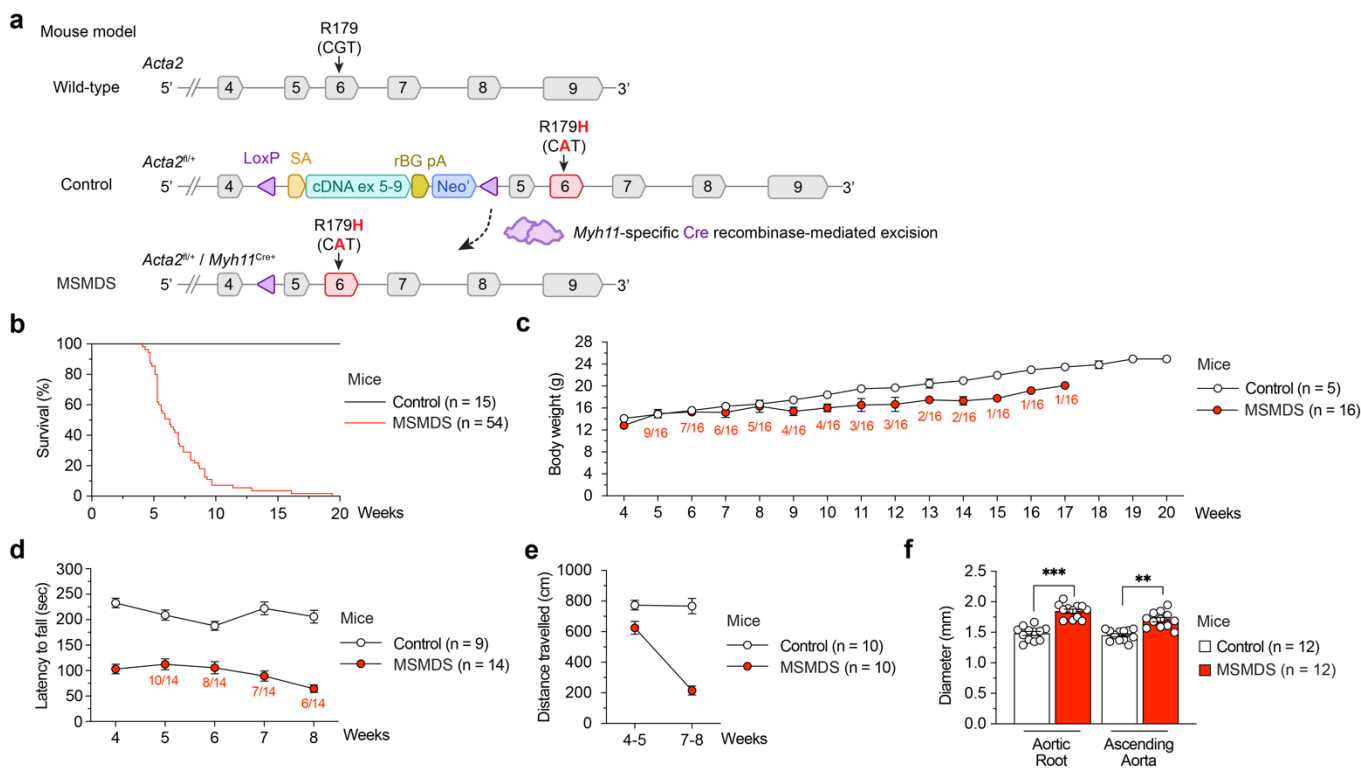 a
Mouse model
R179
(CGT)
Acta2
Wild-type 5’ 4 5 6 7 8 9 3’
R179H
(CAT)
Acta2fl/+ LoxP SA rBG pA
Control 5’ 4 cDNA ex 5-9 Neo’ 5 6 7 8 9 3’
R179H
(CAT)
Myh11-specific Cre recombinase-mediated excision
Acta2fl/+ / Myh11Cre+
MSMDS 5’ 4 5 6 7 8 9 3’
b
Survival (%)
100
80
60
40
20
0
0 5 10 15 20 Weeks
Mice
Control (n = 15)
MSMDS (n = 54)
c
Body weight (g)
28
24
20
16
12
8
4
0
9/16 7/16 6/16 5/16 4/16 4/16 3/16 3/16 2/16 2/16 1/16 1/16 1/16
4 5 6 7 8 9 10 11 12 13 14 15 16 17 18 19 20 Weeks
Mice
Control (n = 5)
MSMDS (n = 16)
d
Latency to fall (sec)
300
250
200
150
100
50
0
10/14 8/14 7/14 6/14
4 5 6 7 8 Weeks
Mice
Control (n = 9)
MSMDS (n = 14)
e
Distance travelled (cm)
1000
800
600
400
200
0
4-5 7-8 Weeks
Mice
Control (n = 10)
MSMDS (n = 10)
f
Diameter (mm)
2.5
2.0
1.5
1.0
0.5
0
*** **
Aortic
Root
Ascending
Aorta
Mice
Control (n = 12)
MSMDS (n = 12)